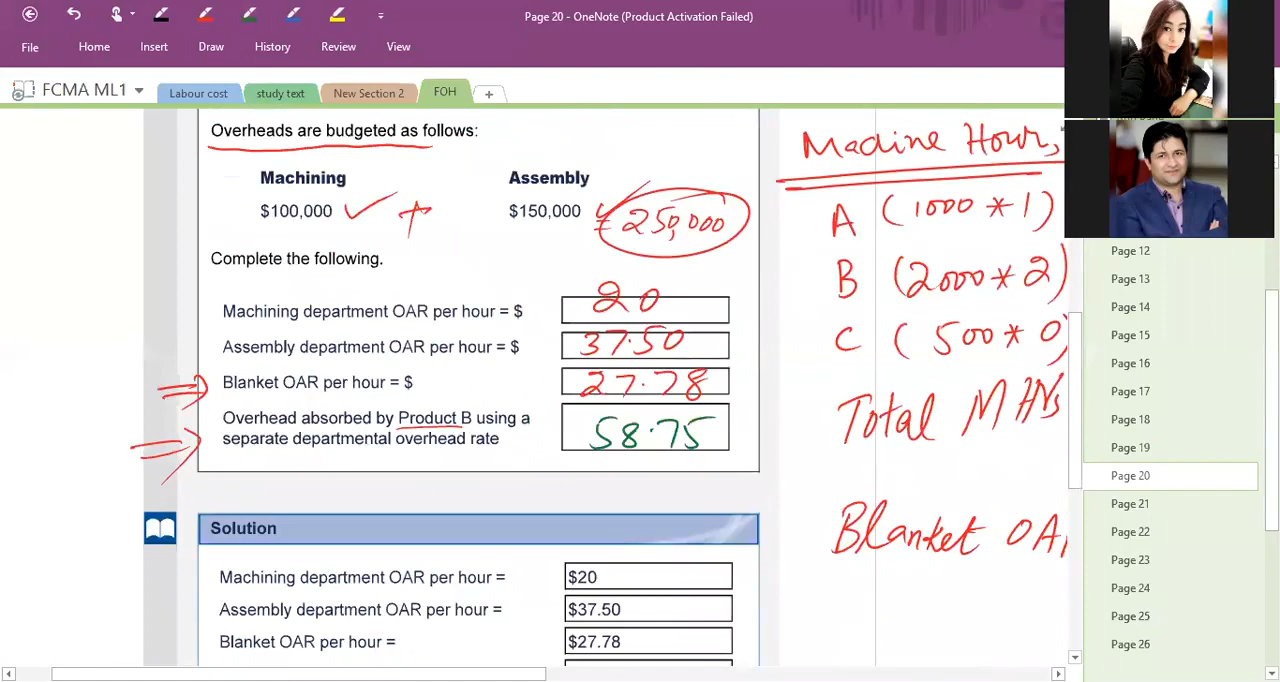 Page 20 - OneNote (Product Activation Failed)
File Home Insert Draw History Review View
FCMA ML1
Labour cost
study text
New Section 2
FOH
Overheads are budgeted as follows:
Machining Assembly
$100,000 + $150,000 250,000
Complete the following.
Machining department OAR per hour = $ 20
Assembly department OAR per hour = $ 37.50
Blanket OAR per hour = $ 27.78
Overhead absorbed by Product B using a
separate departmental overhead rate 58.75
Solution
Machining department OAR per hour = $20
Assembly department OAR per hour = $37.50
Blanket OAR per hour = $27.78
Machine Hour,
A (1000 * 1)
B (2000 * 2)
C ( 500 * 0)
Total MHs
Blanket OA
Page 12
Page 13
Page 14
Page 15
Page 16
Page 17
Page 18
Page 19
Page 20
Page 21
Page 22
Page 23
Page 24
Page 25
Page 26